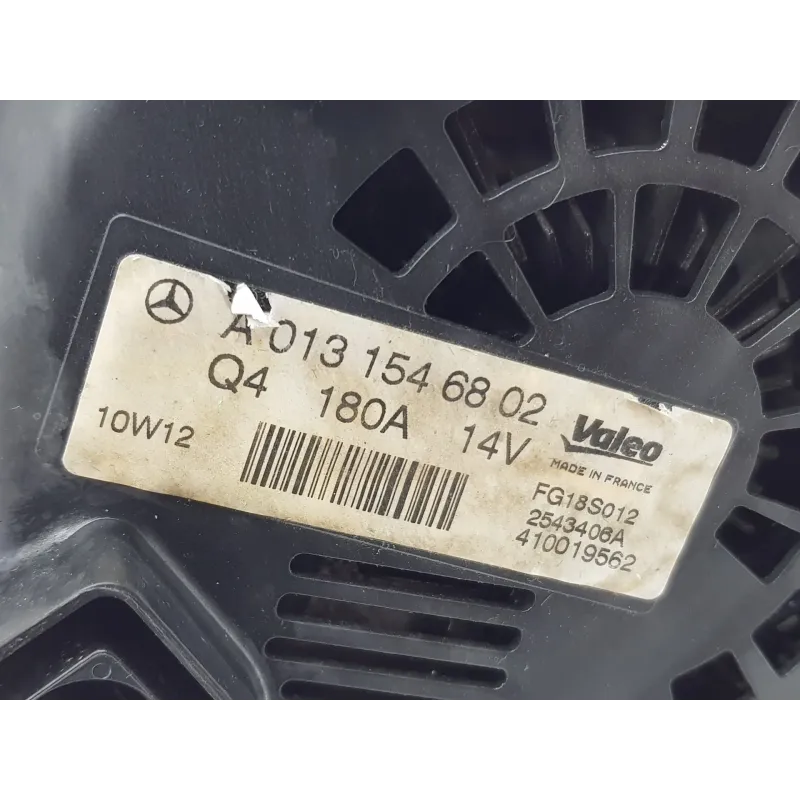 A 013 154 68 02
Q4 180A 14V
10W12
Valeo
MADE IN FRANCE
FG18S012
2543406A
410019562